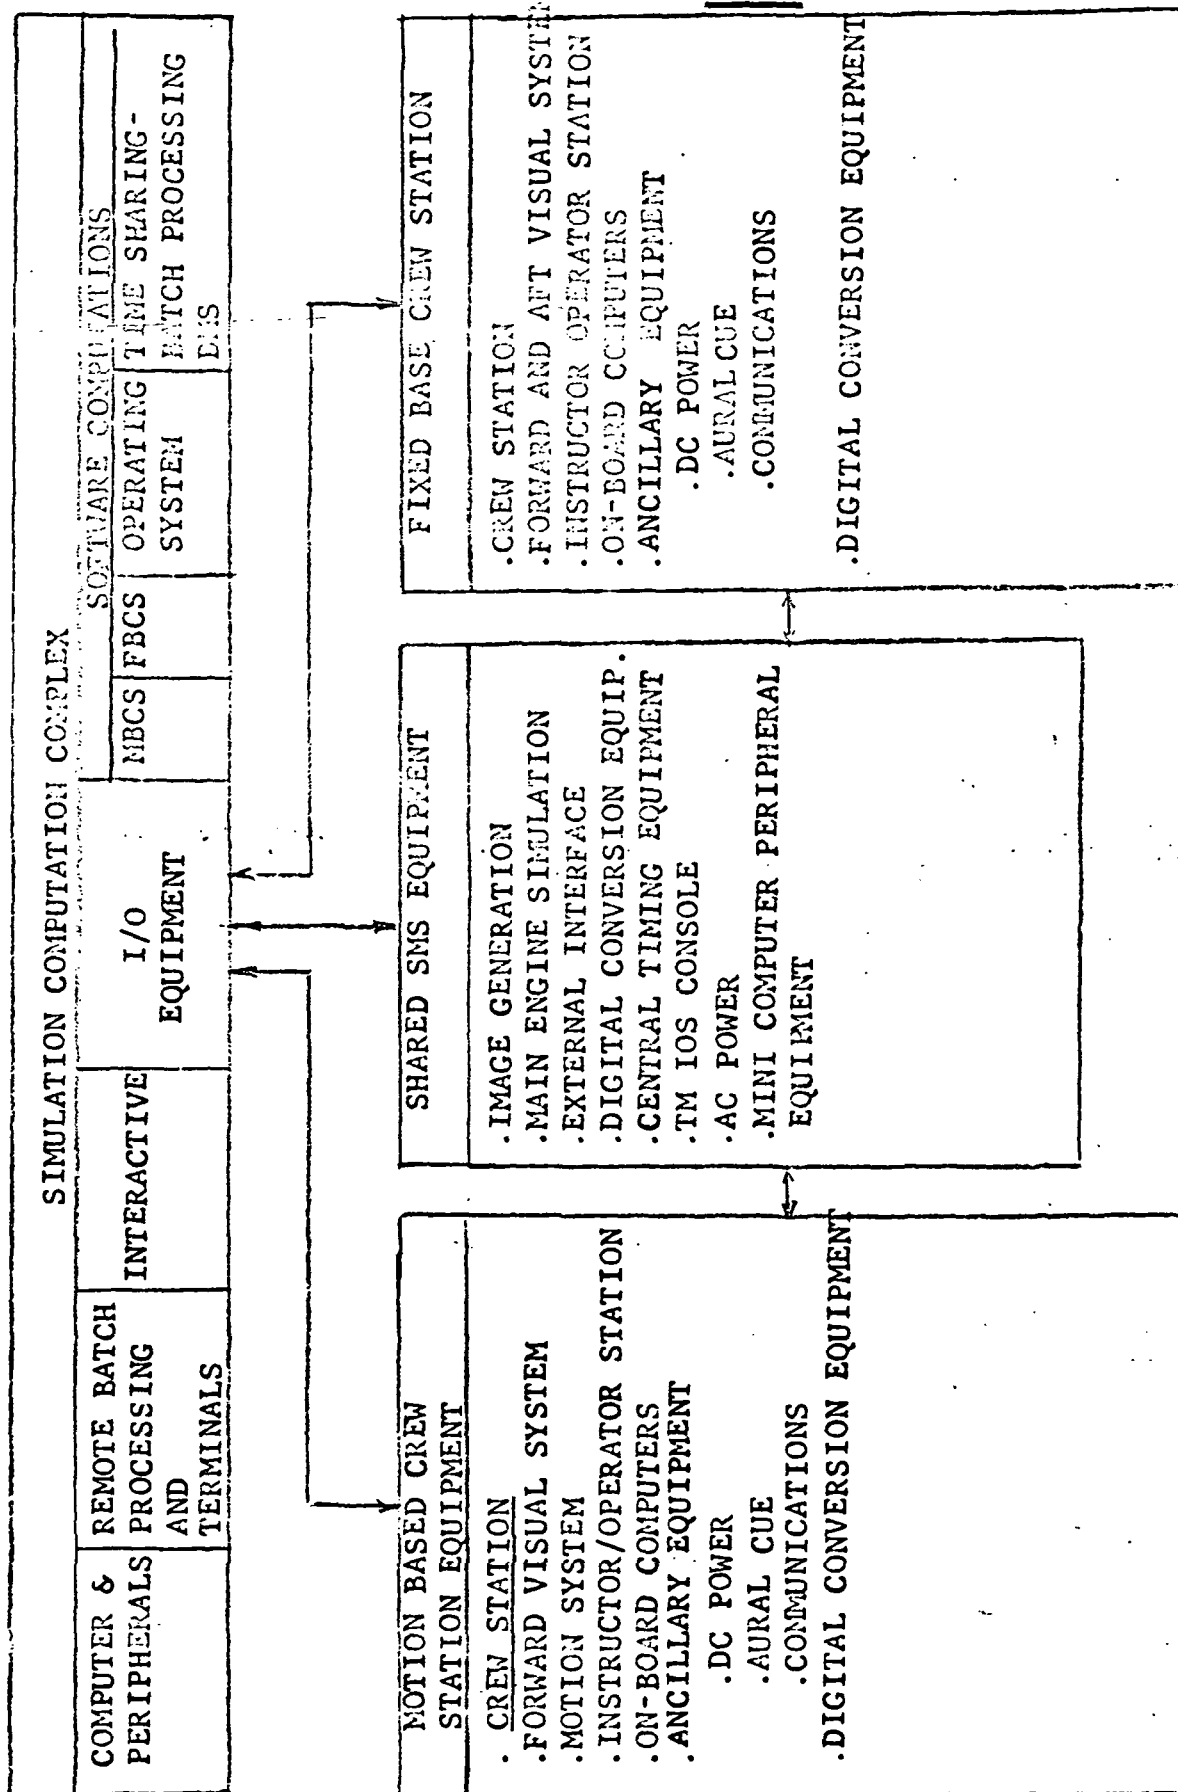 SIMULATION COMPUTATION COMPLEX
COMPUTER &
PERIPHERALS
REMOTE BATCH
PROCESSING
AND
TERMINALS
INTERACTIVE
I/O
EQUIPMENT
SOFTWARE COMPUTATIONS
MBCS
FBCS
OPERATING
SYSTEM
TIME SHARING-
BATCH PROCESSING
DMS
MOTION BASED CREW
STATION EQUIPMENT
. CREW STATION
.FORWARD VISUAL SYSTEM
.MOTION SYSTEM
.INSTRUCTOR/OPERATOR STATION
.ON-BOARD COMPUTERS
.ANCILLARY EQUIPMENT
.DC POWER
.AURAL CUE
.COMMUNICATIONS
.DIGITAL CONVERSION EQUIPMENT
SHARED SMS EQUIPMENT
.IMAGE GENERATION
.MAIN ENGINE SIMULATION
.EXTERNAL INTERFACE
.DIGITAL CONVERSION EQUIP.
.CENTRAL TIMING EQUIPMENT
.TM IOS CONSOLE
.AC POWER
.MINI COMPUTER PERIPHERAL
EQUIPMENT
FIXED BASE CREW STATION
.CREW STATION
.FORWARD AND AFT VISUAL SYSTEM
.INSTRUCTOR OPERATOR STATION
.ON-BOARD COMPUTERS
.ANCILLARY EQUIPMENT
.DC POWER
.AURAL CUE
.COMMUNICATIONS
.DIGITAL CONVERSION EQUIPMENT